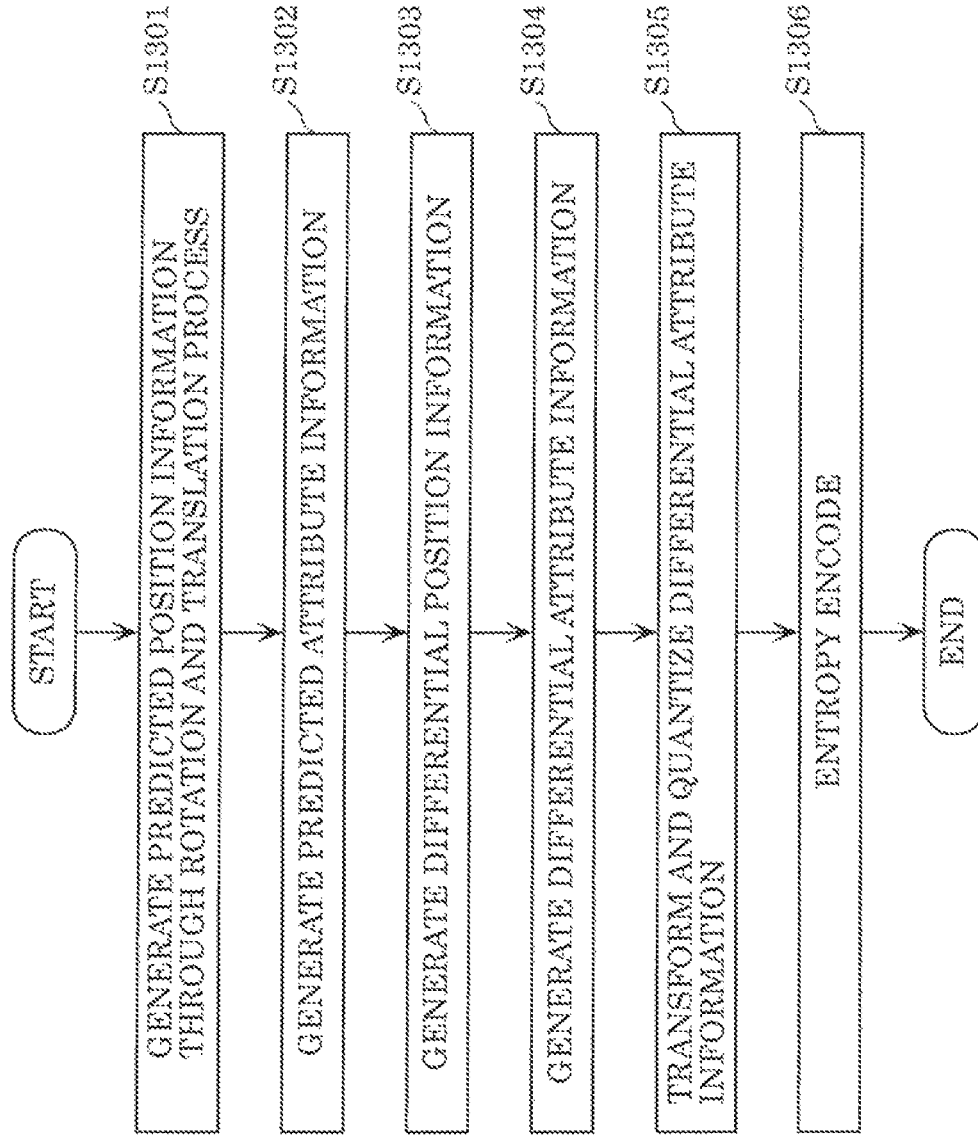 START
GENERATE PREDICTED POSITION INFORMATION
THROUGH ROTATION AND TRANSLATION PROCESS
S1301
GENERATE PREDICTED ATTRIBUTE INFORMATION
S1302
GENERATE DIFFERENTIAL POSITION INFORMATION
S1303
GENERATE DIFFERENTIAL ATTRIBUTE INFORMATION
S1304
TRANSFORM AND QUANTIZE DIFFERENTIAL ATTRIBUTE
INFORMATION
S1305
ENTROPY ENCODE
S1306
END